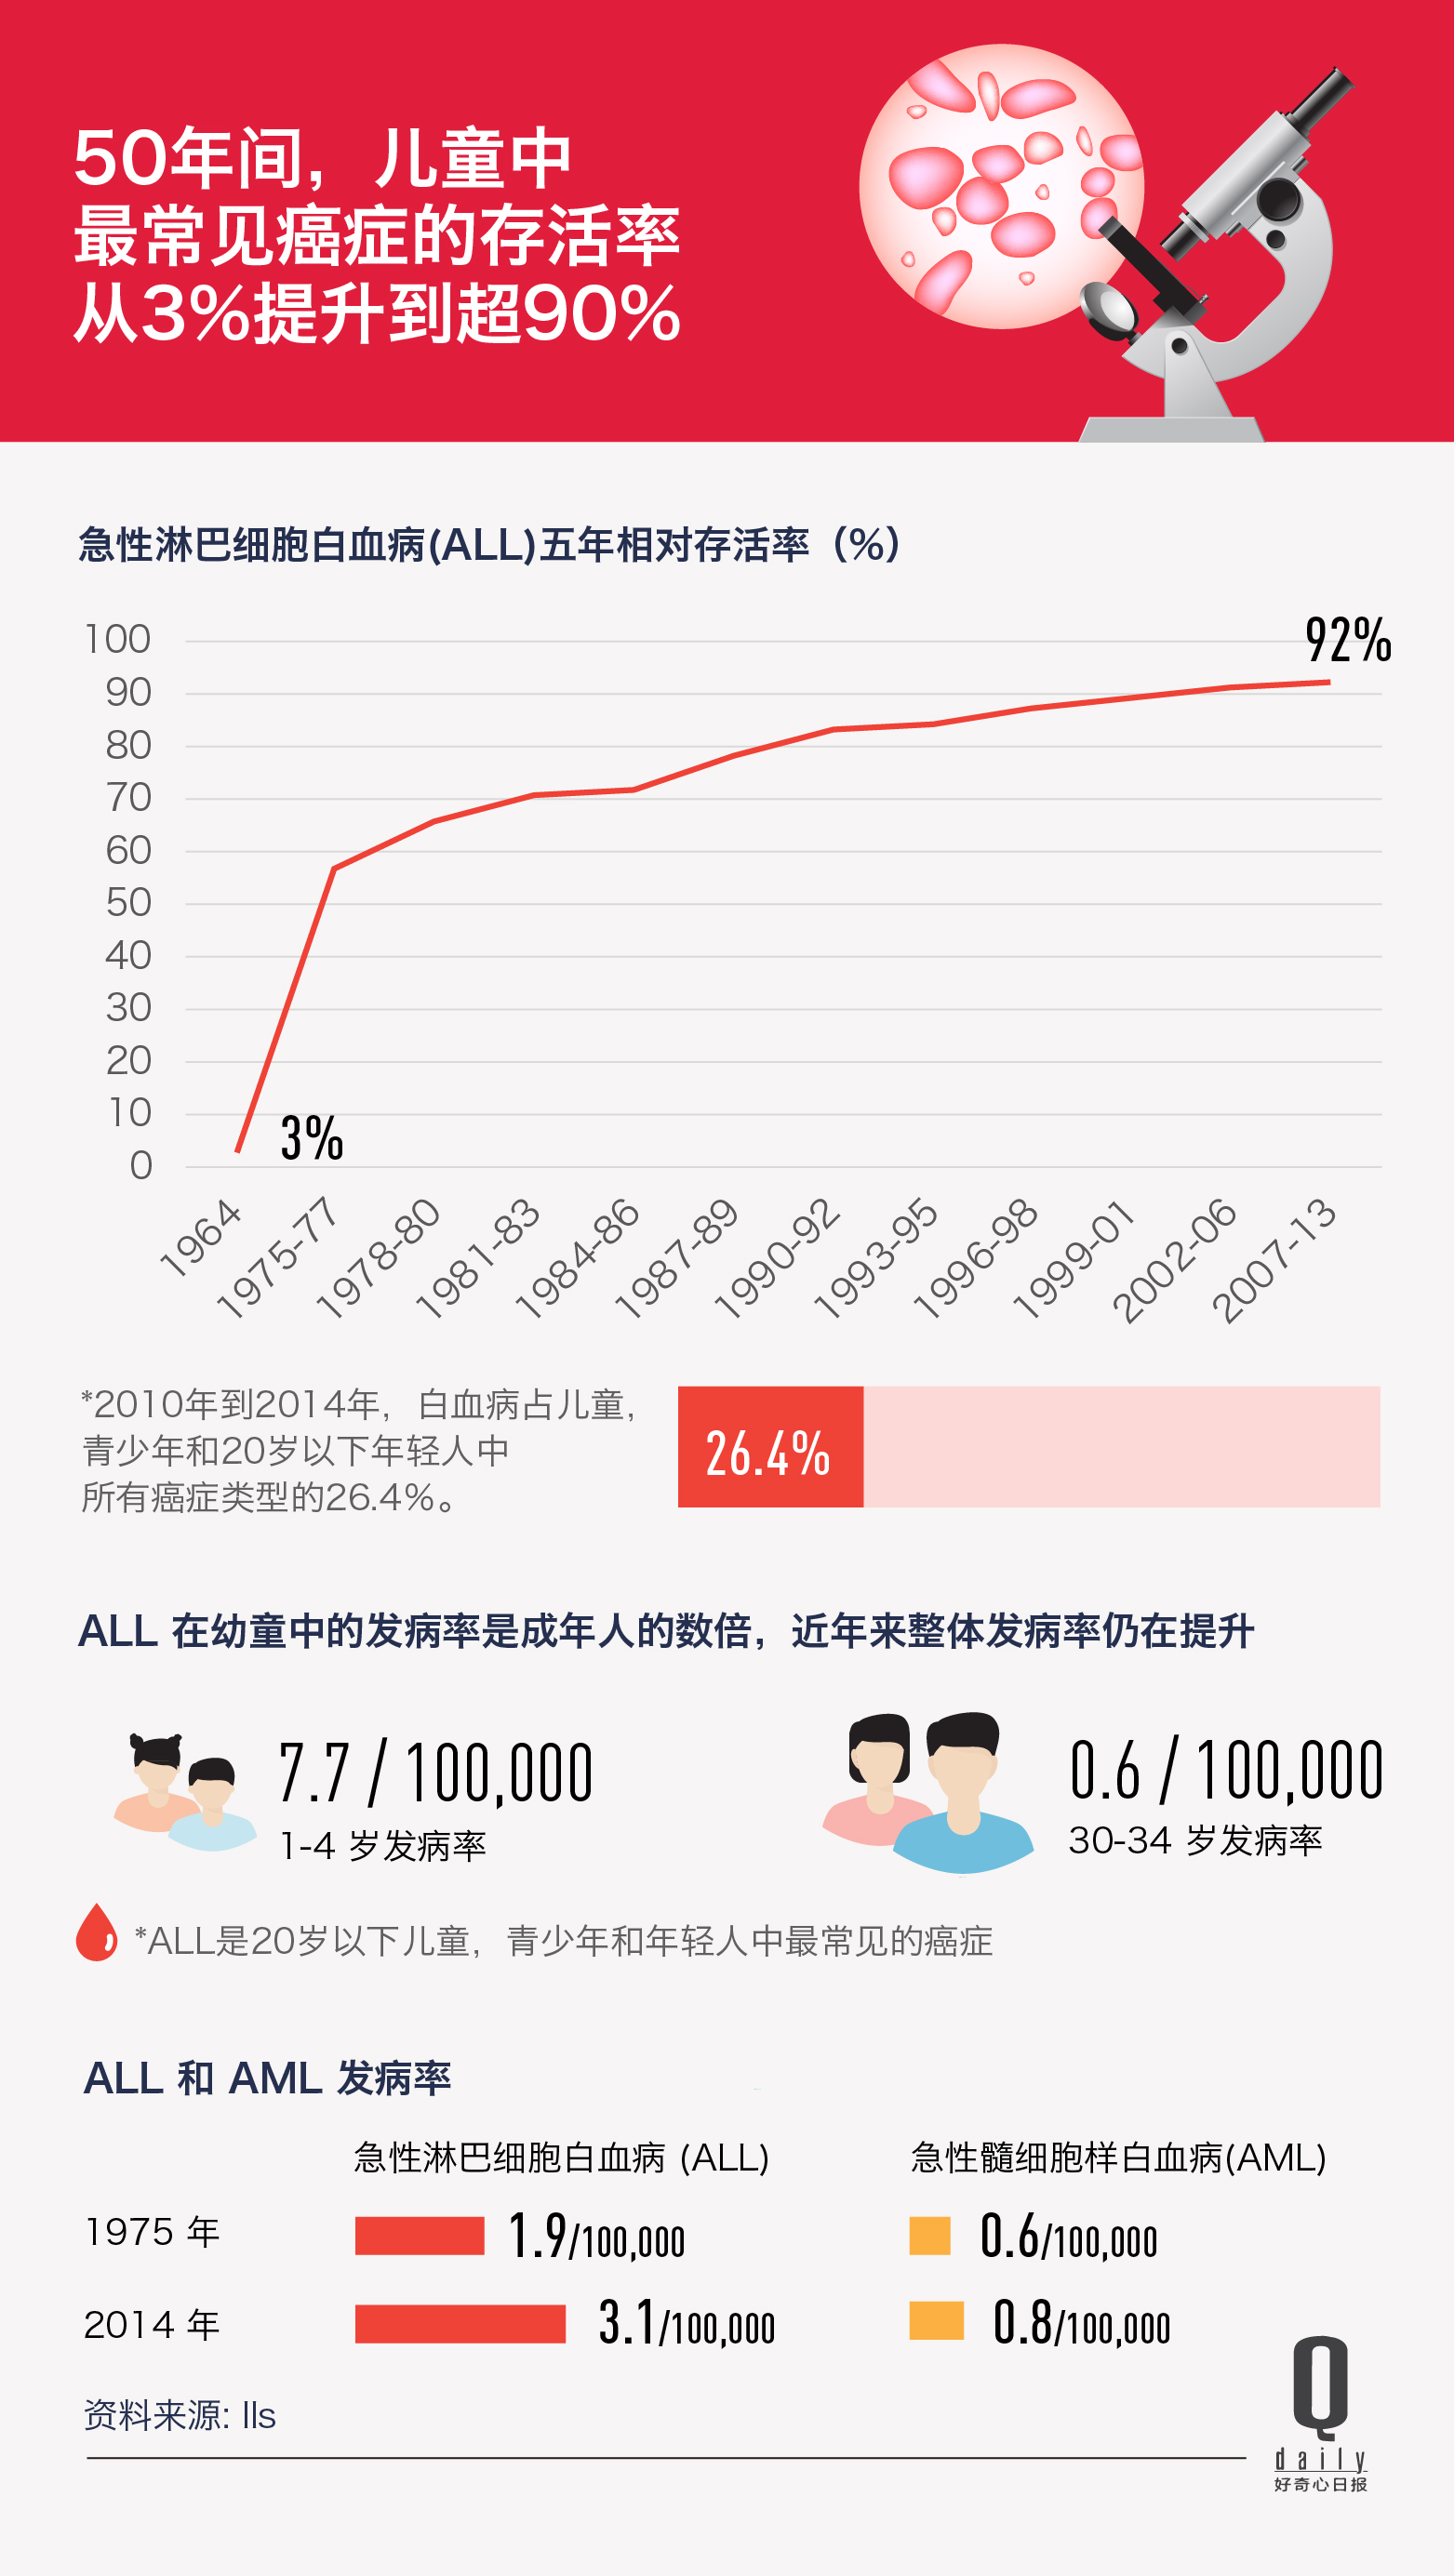 50年间，儿童中
最常见癌症的存活率
从3%提升到超90%
急性淋巴细胞白血病(ALL)五年相对存活率（%）
100
90
80
70
60
50
40
30
20
10
0
92%
3%
1964
1975-77
1978-80
1981-83
1984-86
1987-89
1990-92
1993-95
1996-98
1999-01
2002-06
2007-13
*2010年到2014年，白血病占儿童，
青少年和20岁以下年轻人中
所有癌症类型的26.4%。
26.4%
ALL 在幼童中的发病率是成年人的数倍，近年来整体发病率仍在提升
7.7 / 100,000
1-4 岁发病率
0.6 / 100,000
30-34 岁发病率
*ALL是20岁以下儿童，青少年和年轻人中最常见的癌症
ALL 和 AML 发病率
急性淋巴细胞白血病 (ALL)
急性髓细胞样白血病(AML)
1975 年
1.9/100,000
0.6/100,000
2014 年
3.1/100,000
0.8/100,000
资料来源: lls
Q
daily
好奇心日报